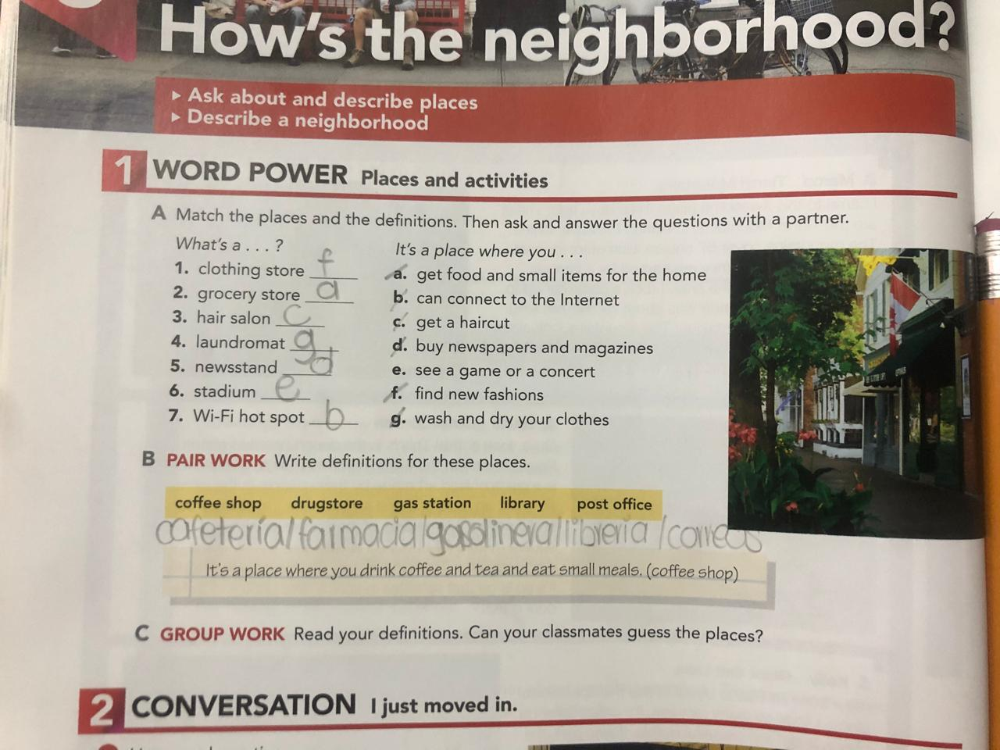 How's the neighborhood?
▸ Ask about and describe places
▸ Describe a neighborhood
1 WORD POWER Places and activities
A Match the places and the definitions. Then ask and answer the questions with a partner.
What's a . . . ?
1. clothing store f
2. grocery store a
3. hair salon c
4. laundromat g
5. newsstand d
6. stadium e
7. Wi-Fi hot spot b
It's a place where you . . .
a. get food and small items for the home
b. can connect to the Internet
c. get a haircut
d. buy newspapers and magazines
e. see a game or a concert
f. find new fashions
g. wash and dry your clothes
B PAIR WORK Write definitions for these places.
coffee shop drugstore gas station library post office
cafetería/farmacia/gasolinera/librería/correos
It's a place where you drink coffee and tea and eat small meals. (coffee shop)
C GROUP WORK Read your definitions. Can your classmates guess the places?
2 CONVERSATION I just moved in.